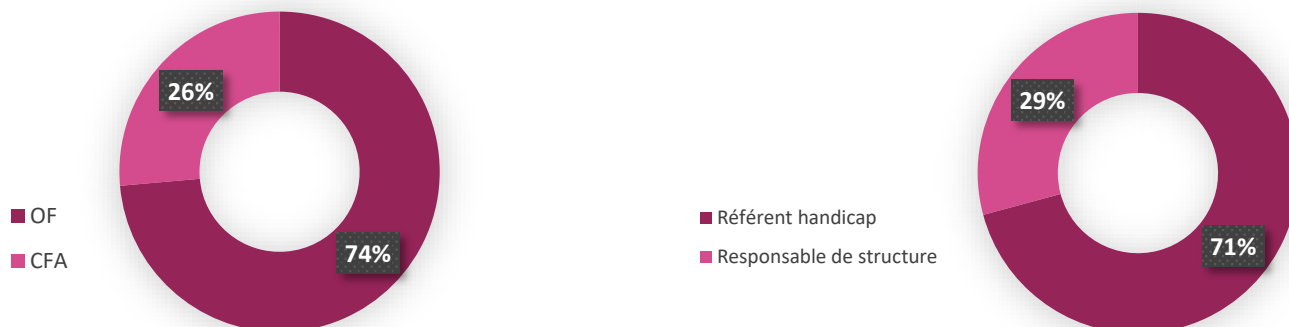 26%
74%
OF
CFA
29%
71%
Référent handicap
Responsable de structure